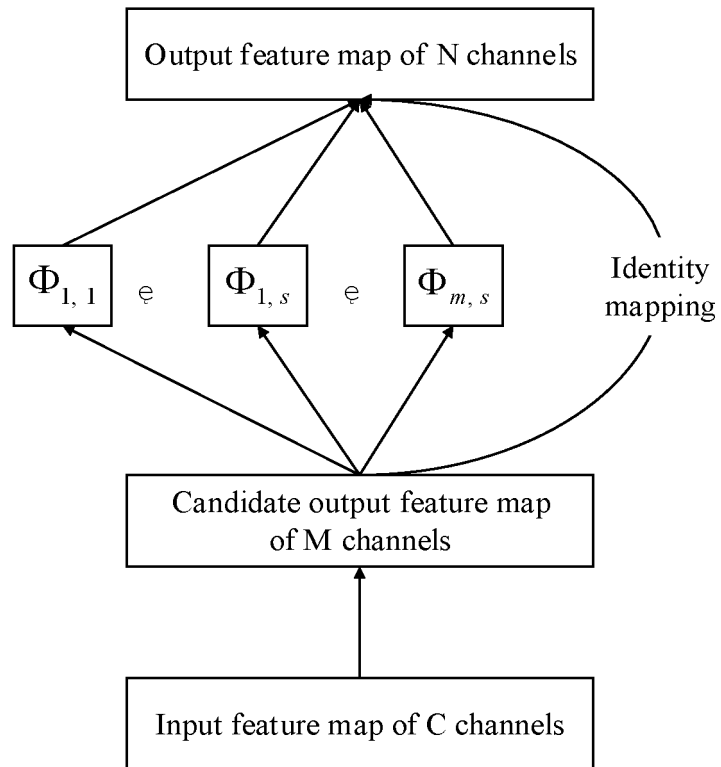 Output feature map of N channels
Φ1, 1 ę Φ1, s ę Φm, s
Identity
mapping
Candidate output feature map
of M channels
Input feature map of C channels